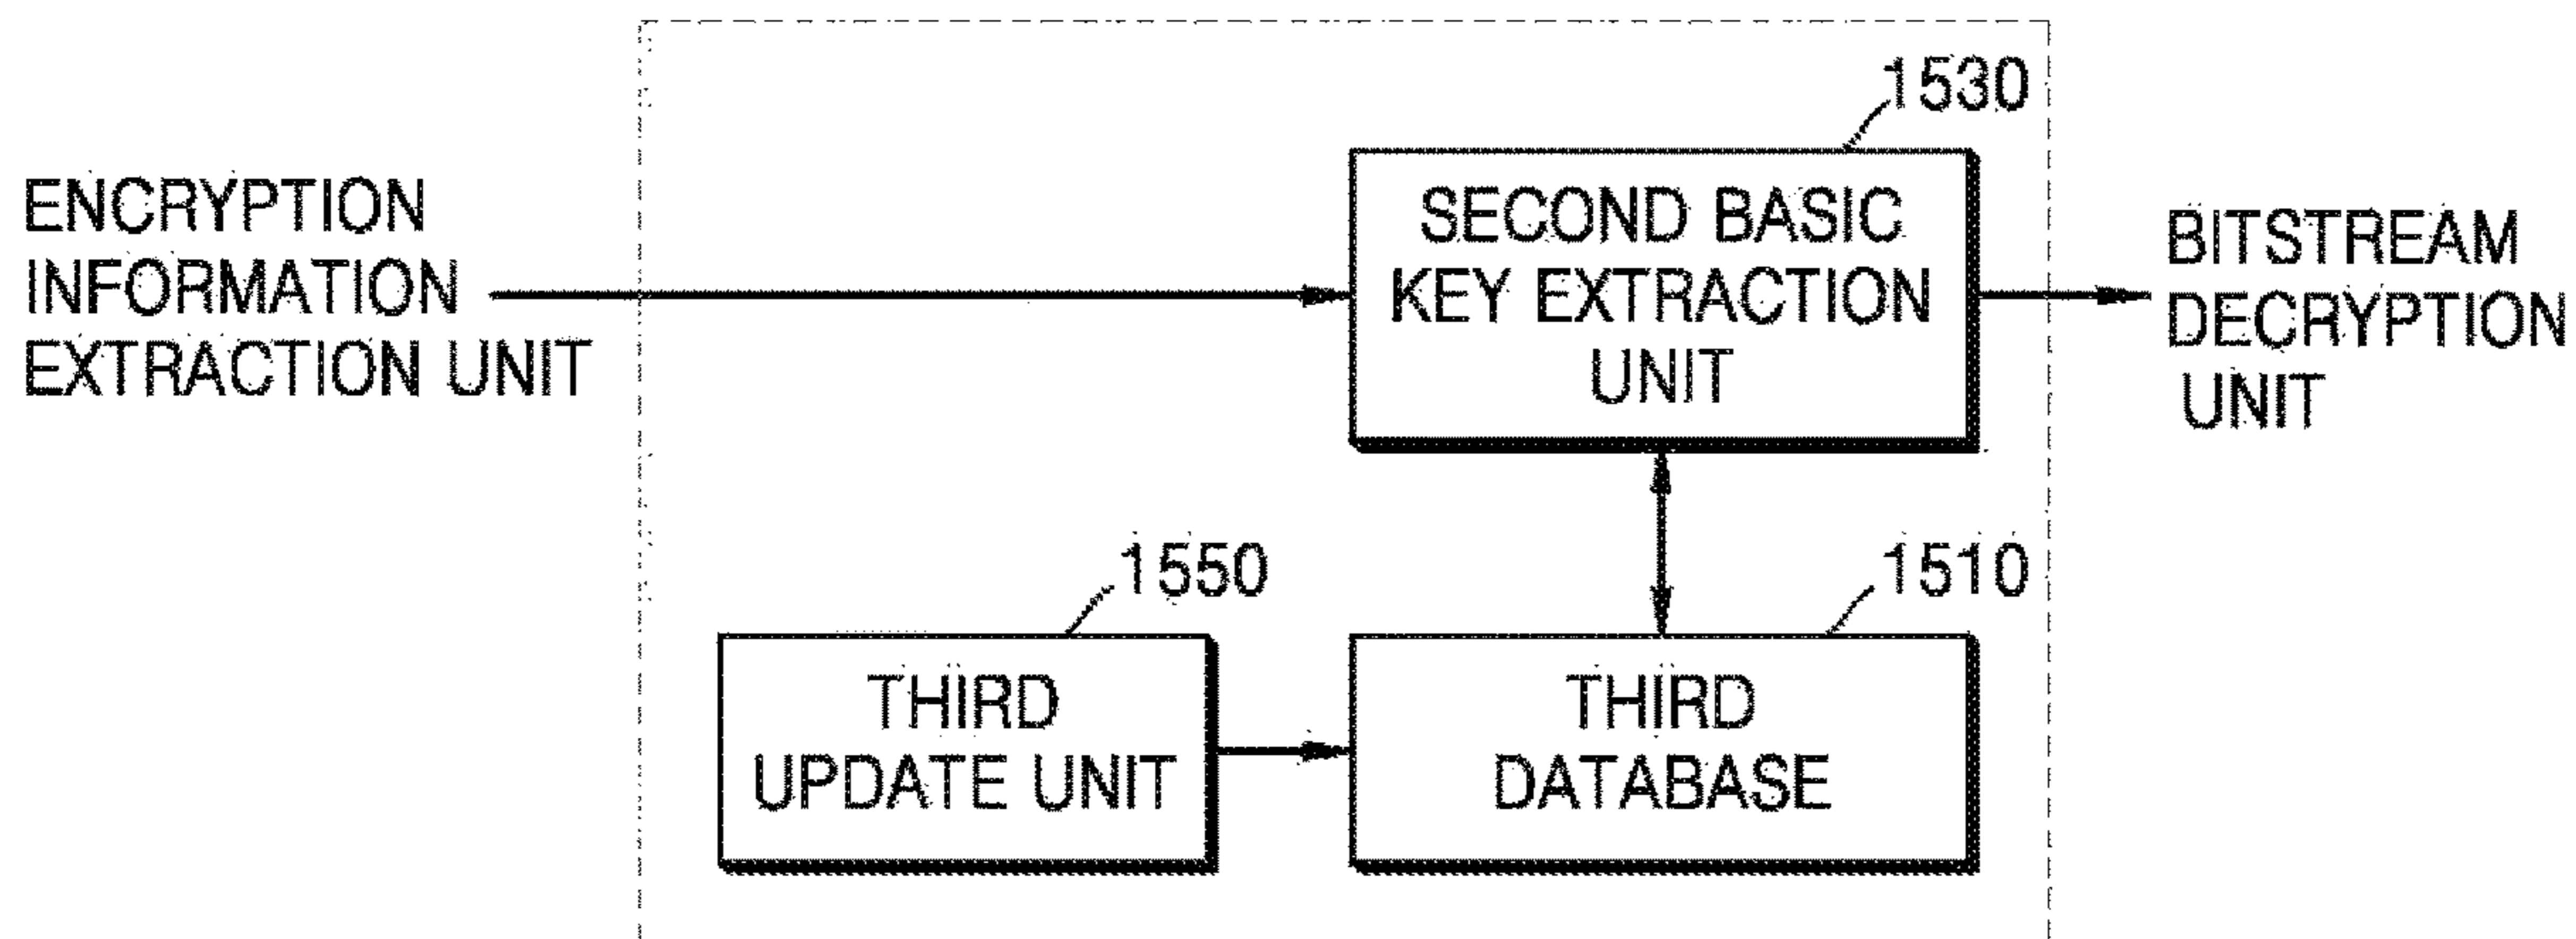 1530
ENCRYPTION
INFORMATION
EXTRACTION UNIT
SECOND BASIC
KEY EXTRACTION
UNIT
BITSTREAM
DECRYPTION
UNIT
1550
1510
THIRD
UPDATE UNIT
THIRD
DATABASE